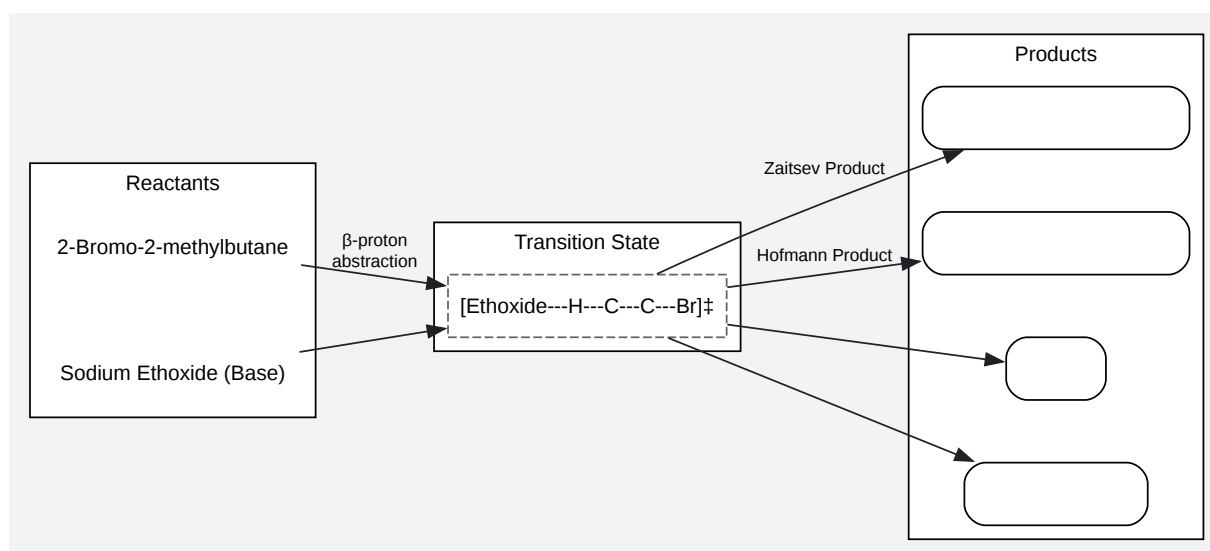 Reactants
2-Bromo-2-methylbutane
Sodium Ethoxide (Base)
β-proton
abstraction
Transition State
[Ethoxide---H---C---C---Br]‡
Zaitsev Product
Hofmann Product
Products